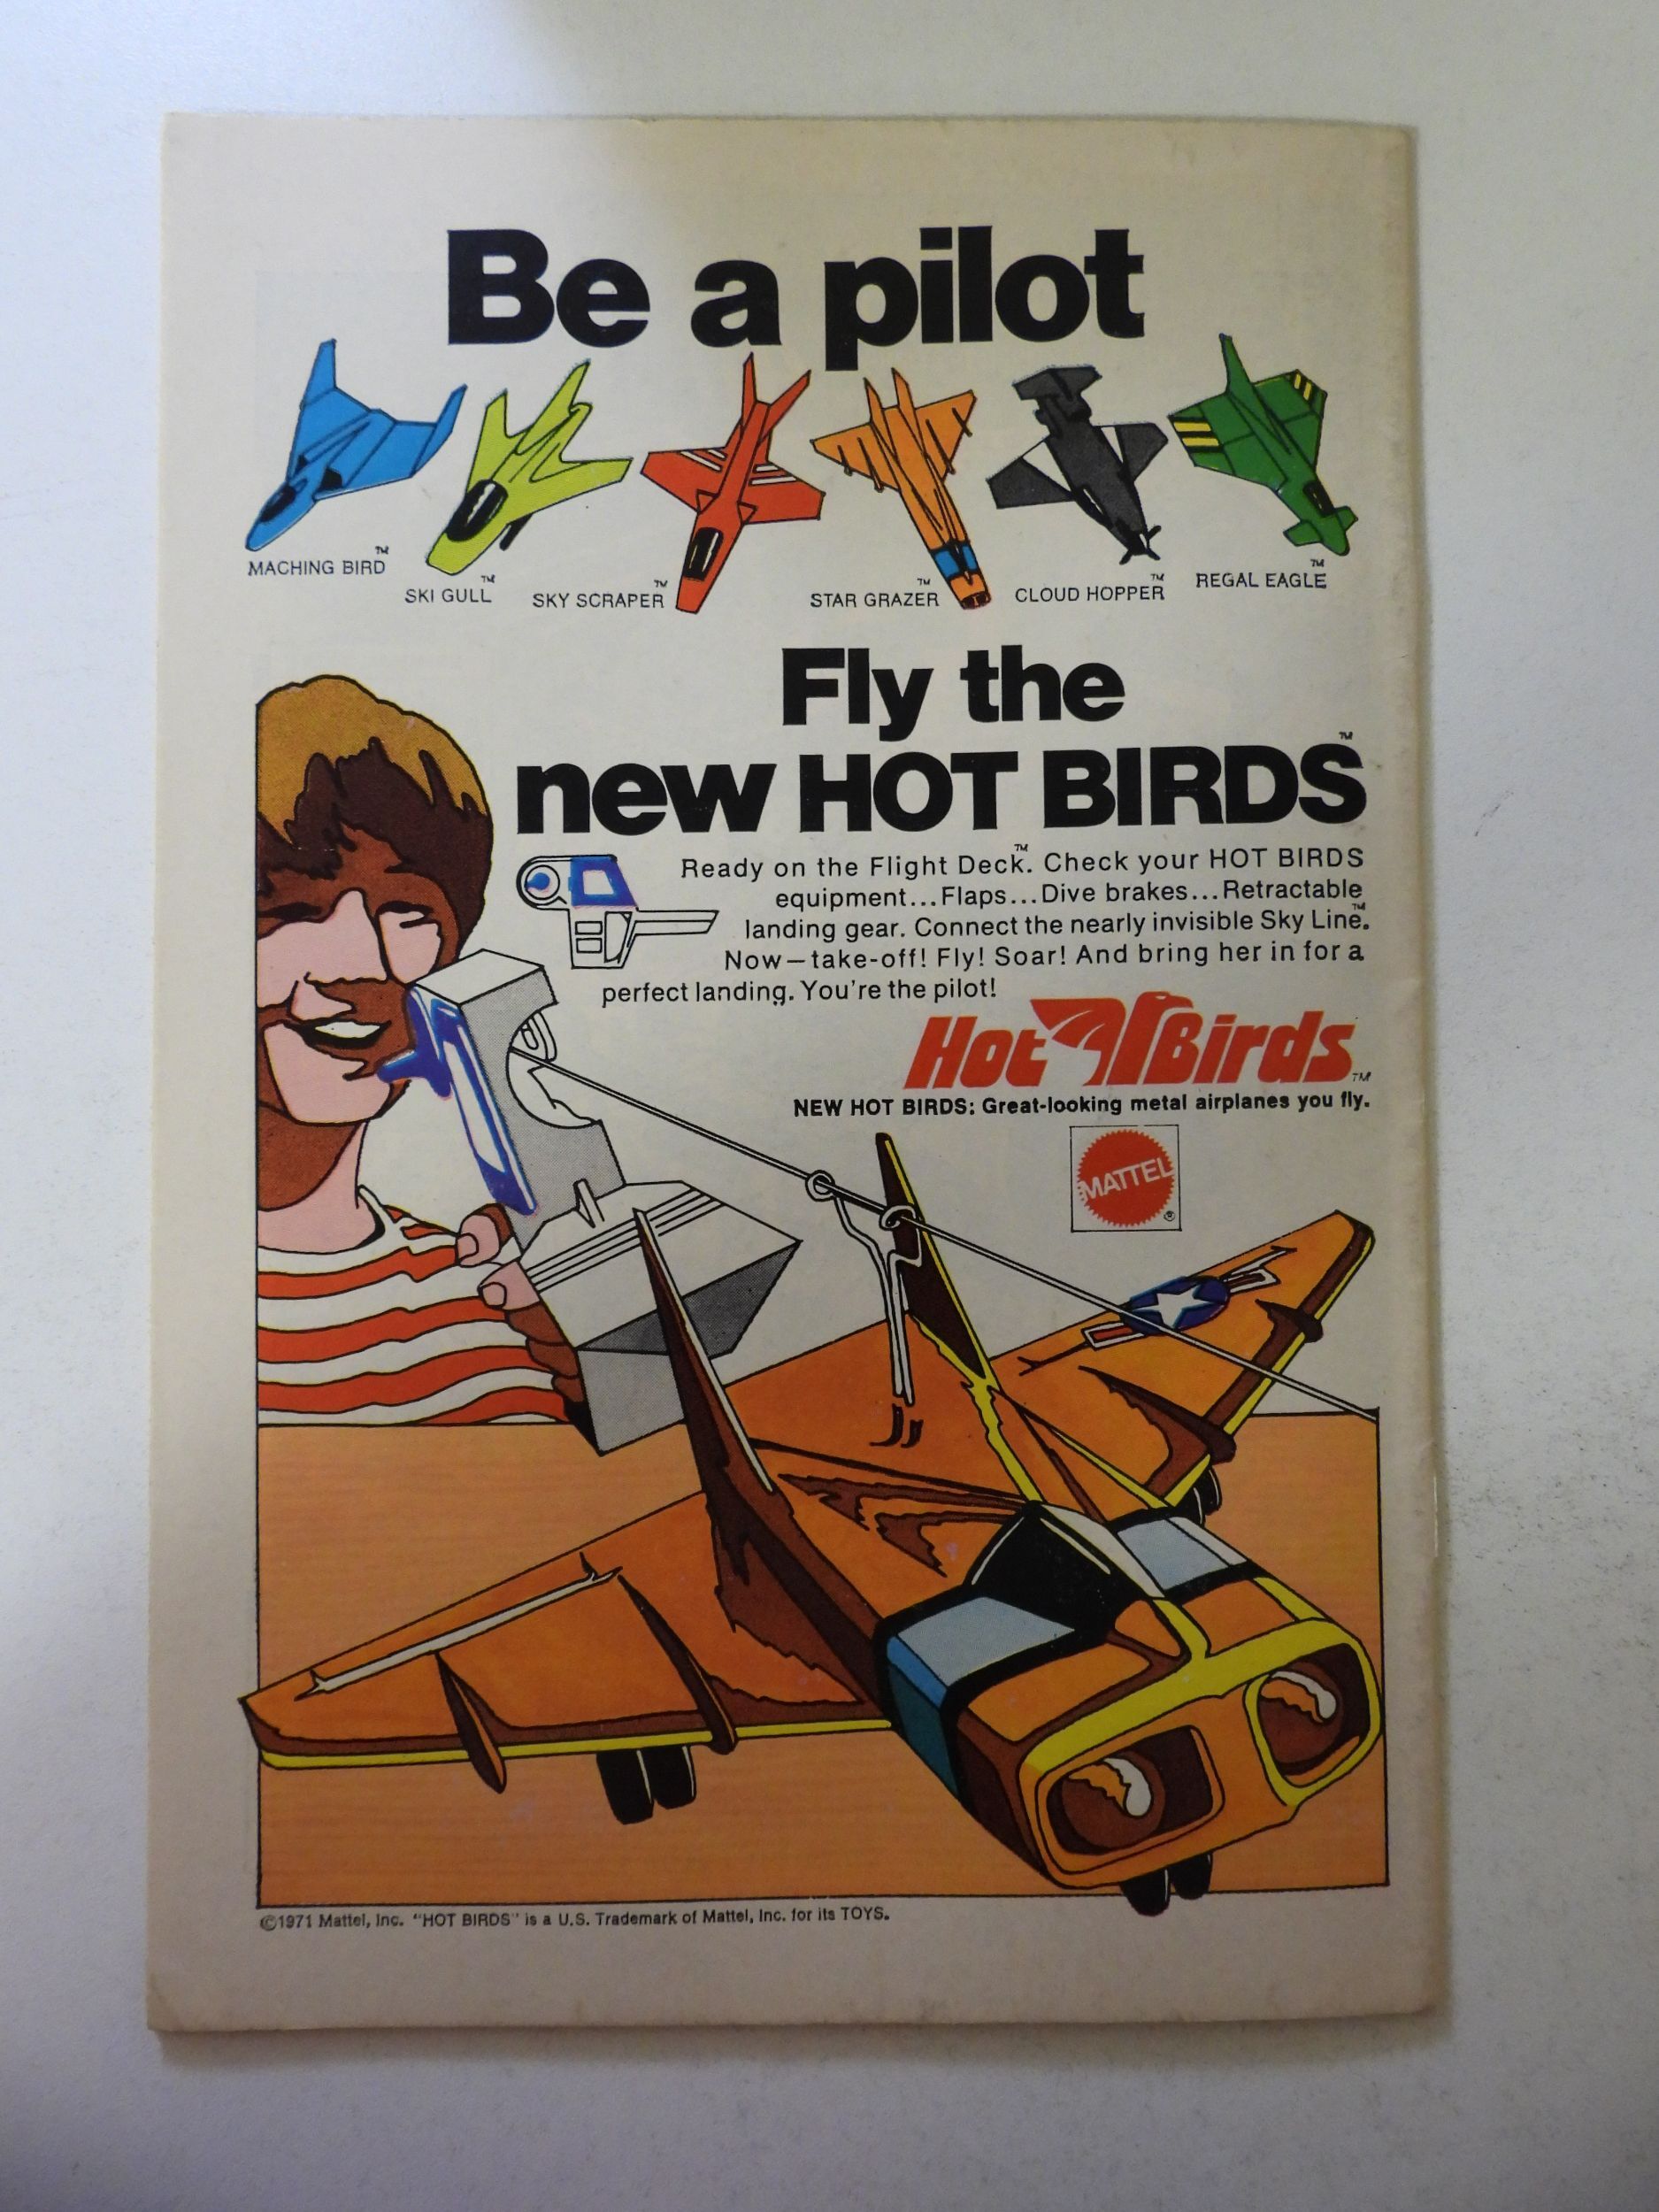 Be a pilot
MACHING BIRD™
SKI GULL™
SKY SCRAPER™
STAR GRAZER™
CLOUD HOPPER™
REGAL EAGLE™
Fly the
new HOT BIRDS™
Ready on the Flight Deck™. Check your HOT BIRDS
equipment...Flaps...Dive brakes...Retractable
landing gear. Connect the nearly invisible Sky Line™.
Now—take-off! Fly! Soar! And bring her in for a
perfect landing. You're the pilot!
Hot Birds™
NEW HOT BIRDS: Great-looking metal airplanes you fly.
MATTEL
®
©1971 Mattel, Inc. "HOT BIRDS" is a U.S. Trademark of Mattel, Inc. for its TOYS.